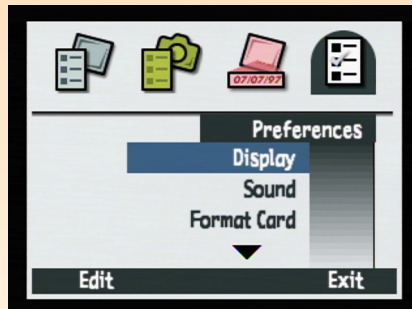 07/07/97
Preferences
Display
Sound
Format Card
Edit
Exit